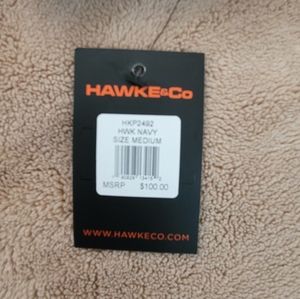 HAWKE&Co
HKP2492
HWK NAVY
SIZE MEDIUM
MSRP $100.00
WWW.HAWKECO.COM